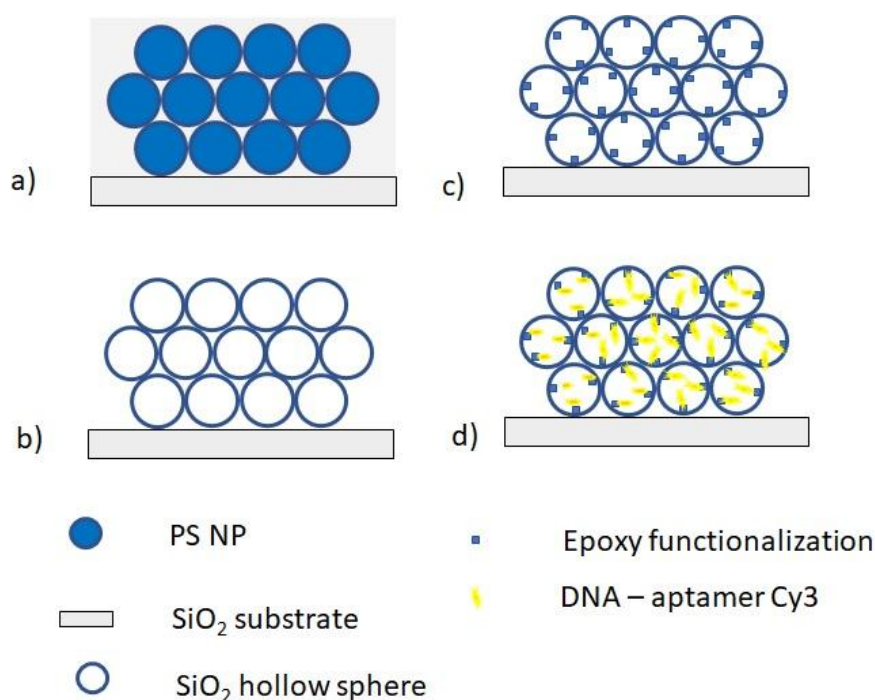 a)
c)
b)
d)
PS NP
SiO₂ substrate
SiO₂ hollow sphere
Epoxy functionalization
DNA – aptamer Cy3